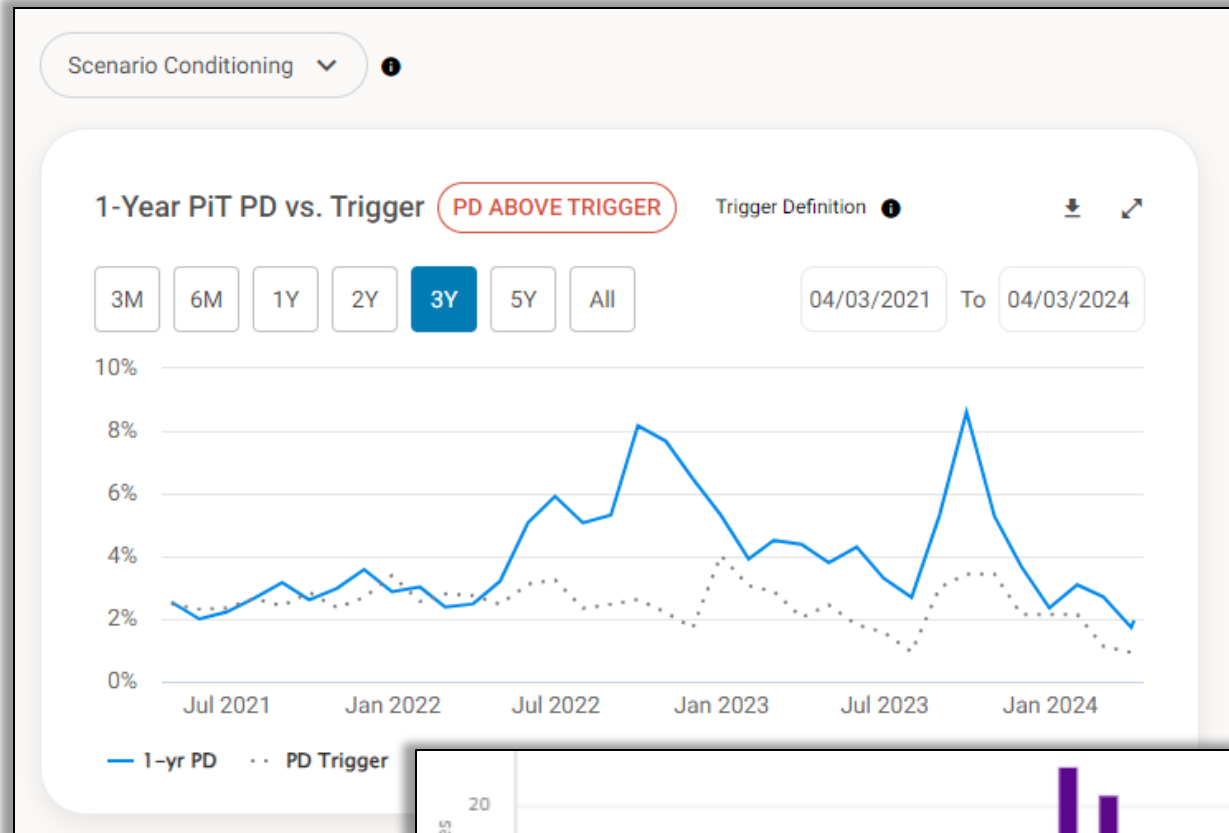 Scenario Conditioning
1-Year PiT PD vs. Trigger PD ABOVE TRIGGER Trigger Definition
3M 6M 1Y 2Y 3Y 5Y All 04/03/2021 To 04/03/2024
10%
8%
6%
4%
2%
0%
Jul 2021 Jan 2022 Jul 2022 Jan 2023 Jul 2023 Jan 2024
1-yr PD PD Trigger
20